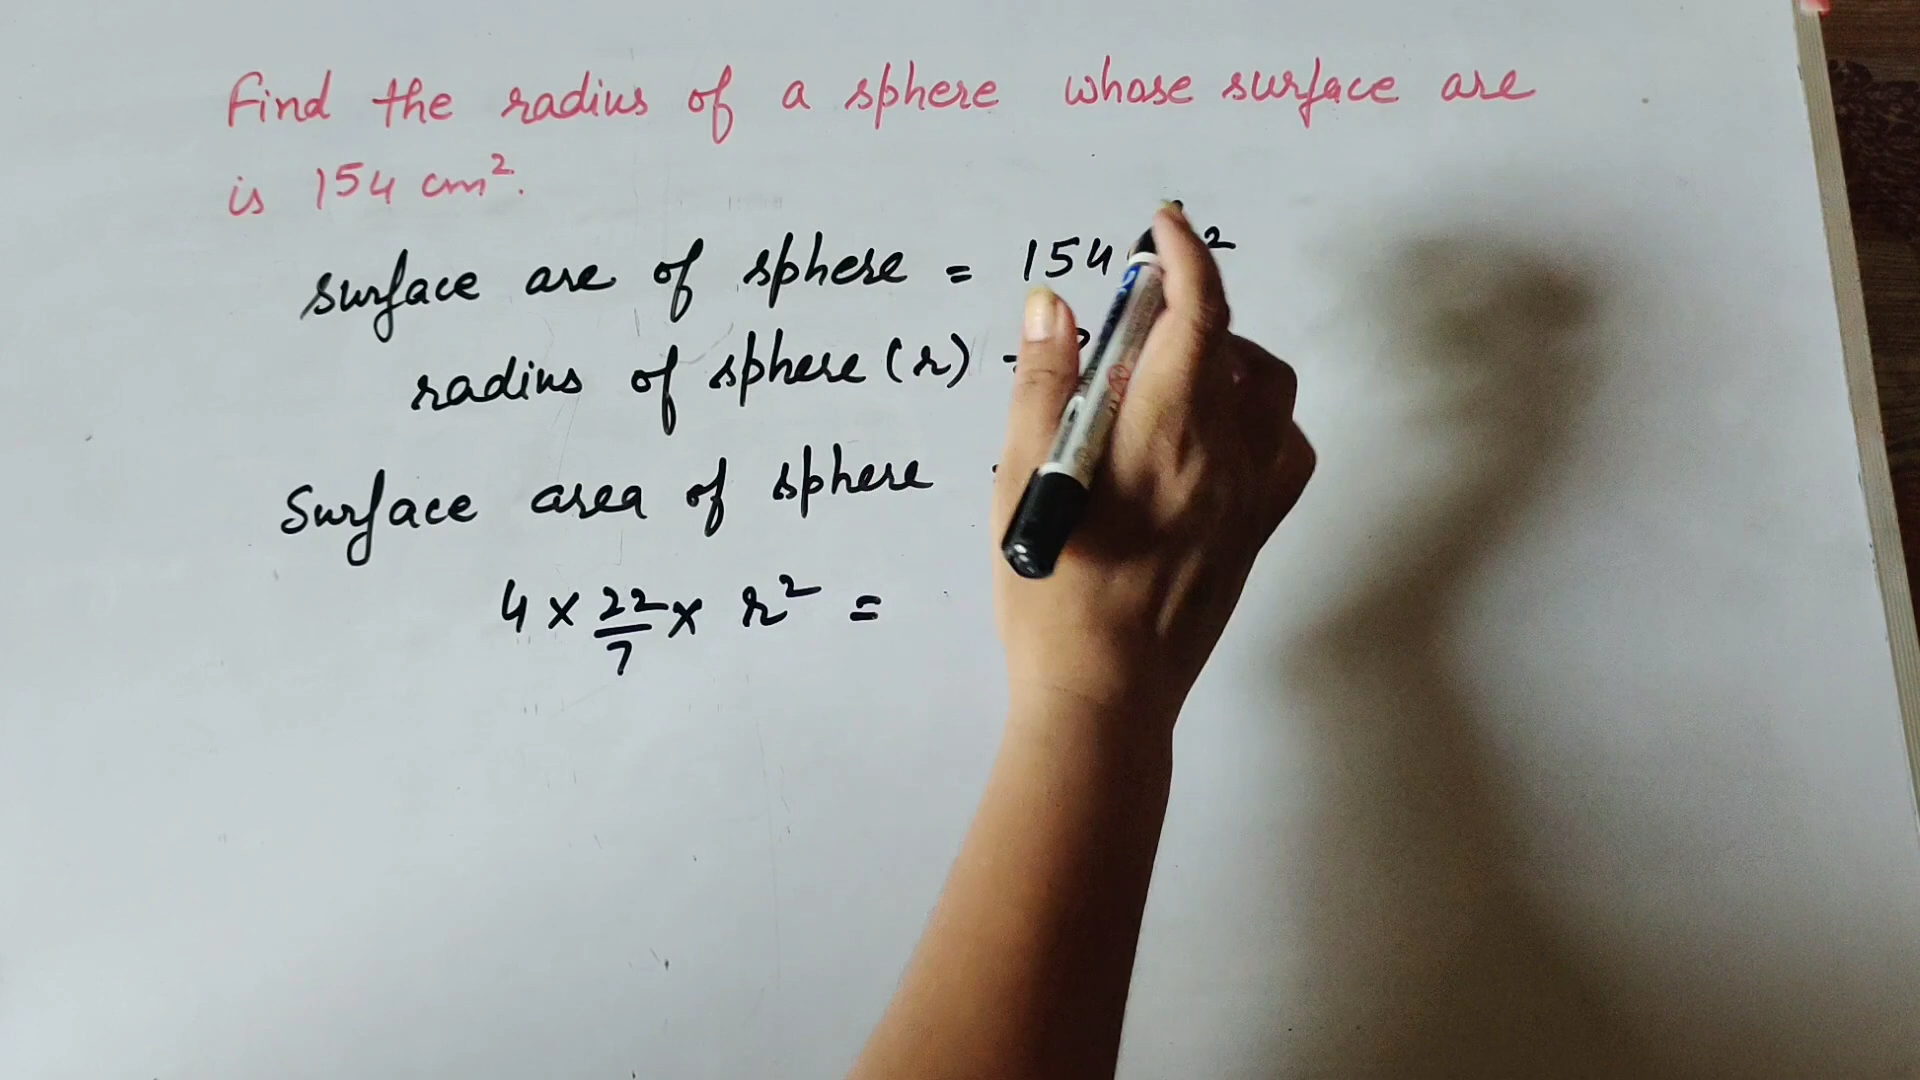 Find the radius of a sphere whose surface are
is 154 cm².
surface are of sphere = 154 ²
radius of sphere (r)
Surface area of sphere
4 × 22/7 × r² =